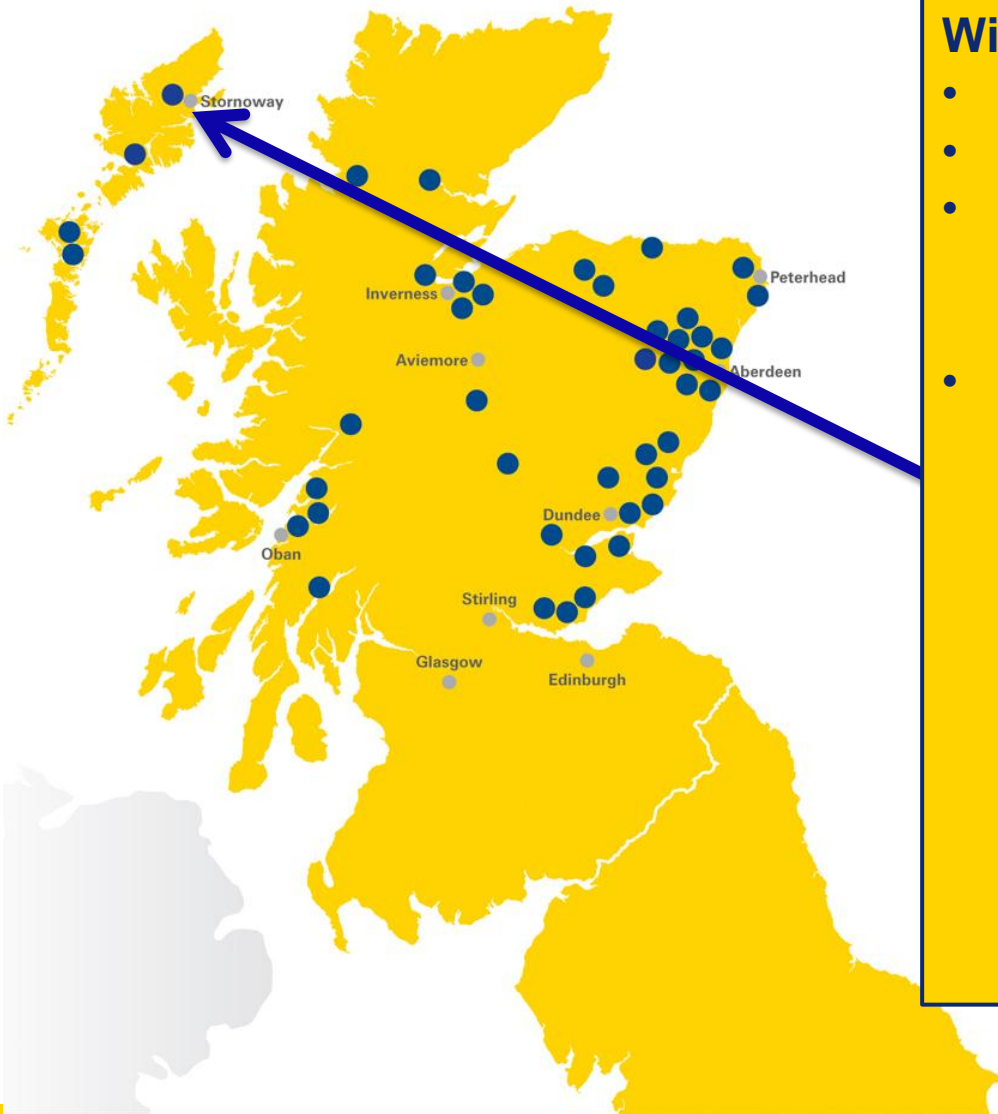 Wi
Stornoway
Peterhead
Inverness
Aviemore
Aberdeen
Dundee
Oban
Stirling
Glasgow
Edinburgh